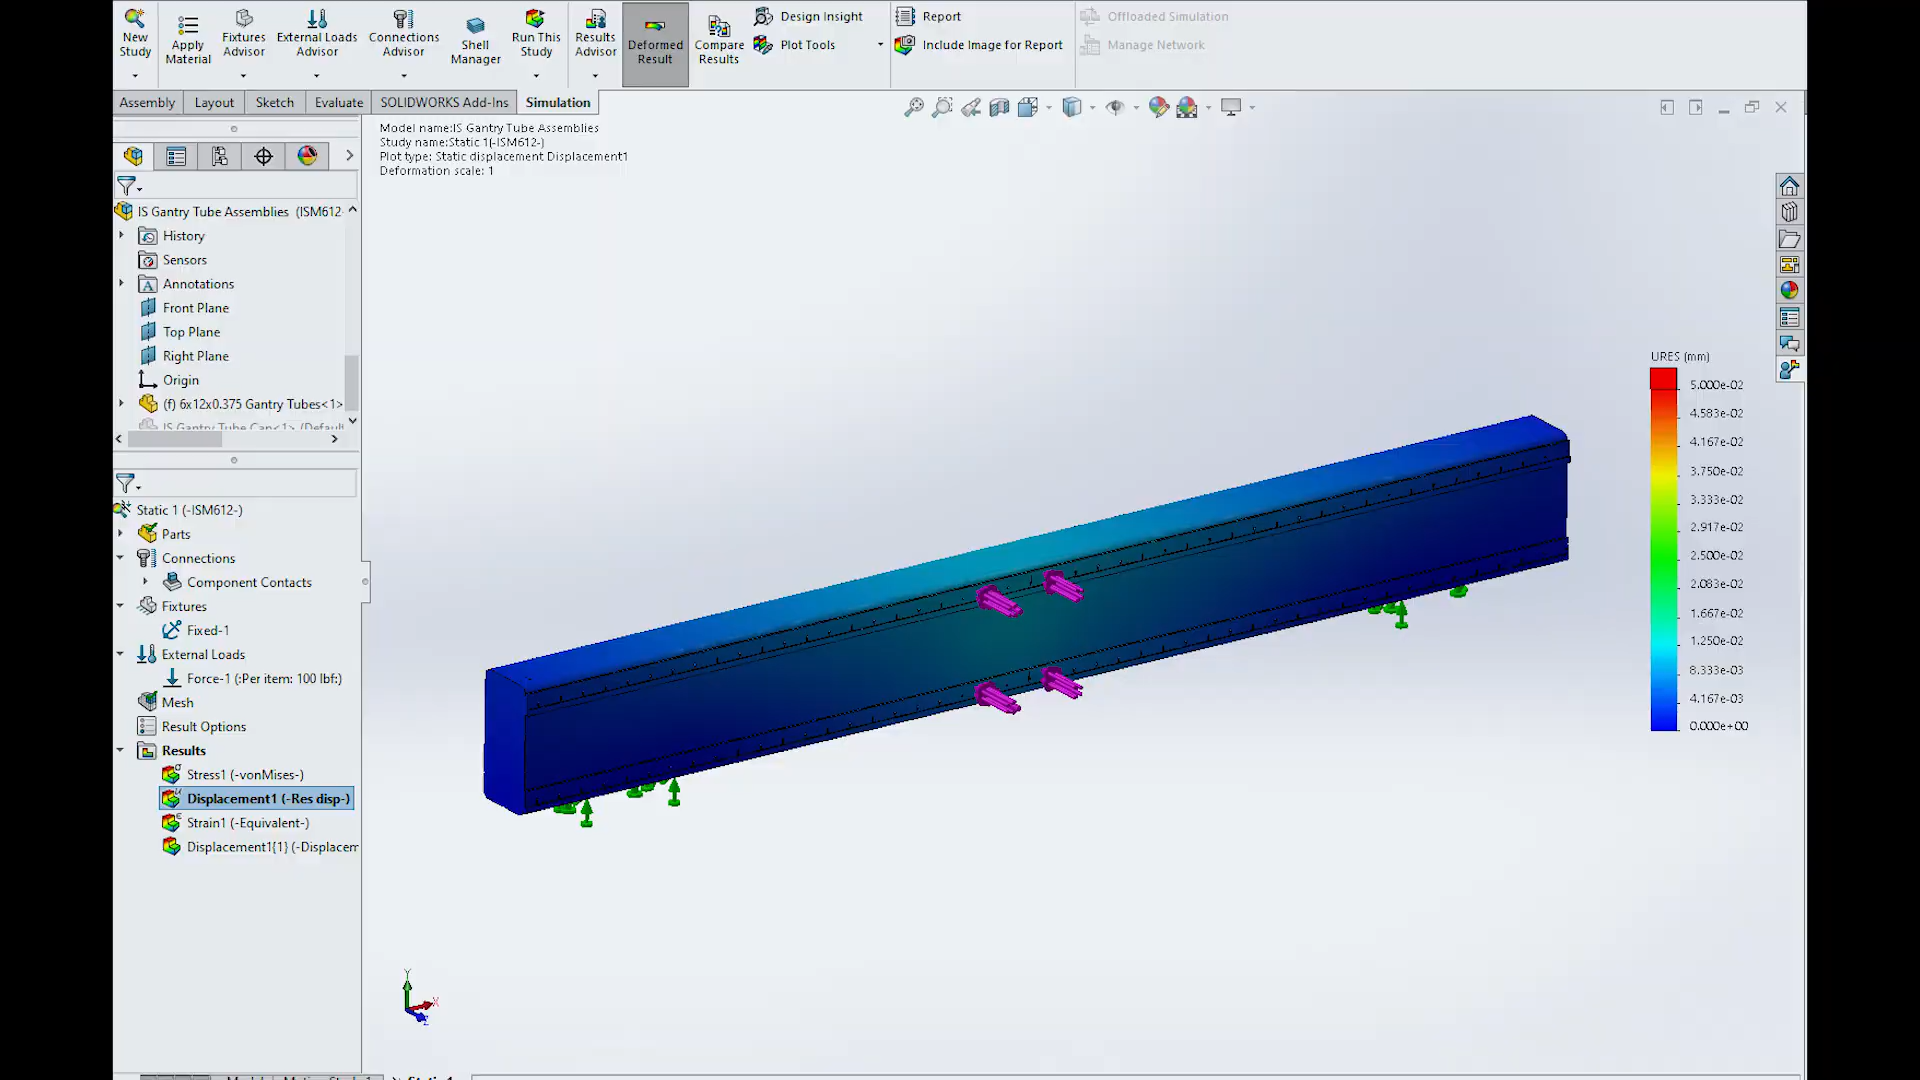 New Study
Apply Material
Fixtures Advisor
External Loads Advisor
Connections Advisor
Shell Manager
Run This Study
Results Advisor
Deformed Result
Compare Results
Design Insight
Plot Tools
Report
Include Image for Report
Offloaded Simulation
Manage Network
Assembly
Layout
Sketch
Evaluate
SOLIDWORKS Add-Ins
Simulation
Model name:IS Gantry Tube Assemblies
Study name:Static 1(-ISM612-)
Plot type: Static displacement Displacement1
Deformation scale: 1
IS Gantry Tube Assemblies (ISM612-
History
Sensors
Annotations
Front Plane
Top Plane
Right Plane
Origin
(f) 6x12x0.375 Gantry Tubes<1>
IS Gantry Tube Cap<1> (Default
Static 1 (-ISM612-)
Parts
Connections
Component Contacts
Fixtures
Fixed-1
External Loads
Force-1 (:Per item: 100 lbf:)
Mesh
Result Options
Results
Stress1 (-vonMises-)
Displacement1 (-Res disp-)
Strain1 (-Equivalent-)
Displacement1{1} (-Displacem
URES (mm)
5.000e-02
4.583e-02
4.167e-02
3.750e-02
3.333e-02
2.917e-02
2.500e-02
2.083e-02
1.667e-02
1.250e-02
8.333e-03
4.167e-03
0.000e+00
Y
X
Z